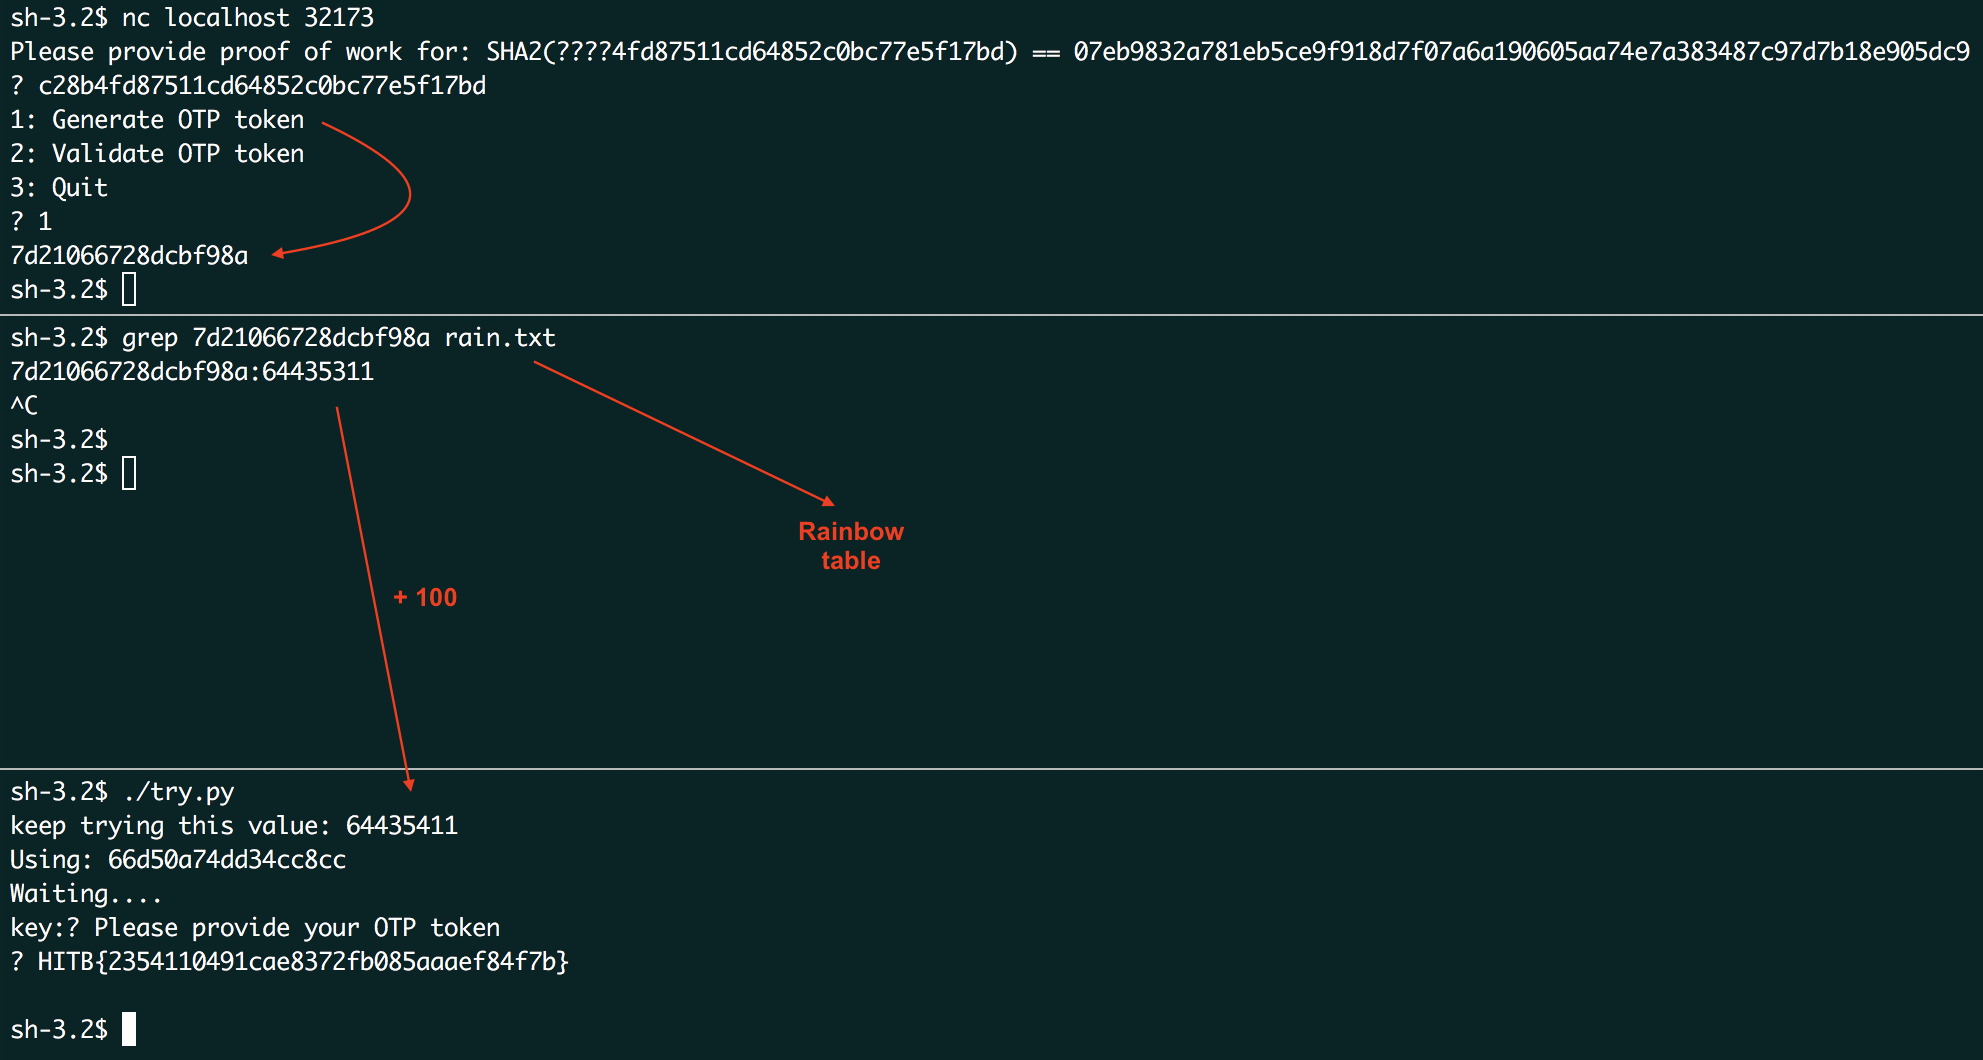 sh-3.2$ nc localhost 32173
Please provide proof of work for: SHA2(????4fd87511cd64852c0bc77e5f17bd) == 07eb9832a781eb5ce9f918d7f07a6a190605aa74e7a383487c97d7b18e905dc9
? c28b4fd87511cd64852c0bc77e5f17bd
1: Generate OTP token
2: Validate OTP token
3: Quit
? 1
7d21066728dcbf98a
sh-3.2$
sh-3.2$ grep 7d21066728dcbf98a rain.txt
7d21066728dcbf98a:64435311
^C
sh-3.2$
sh-3.2$
Rainbow
table
+ 100
sh-3.2$ ./try.py
keep trying this value: 64435411
Using: 66d50a74dd34cc8cc
Waiting....
key:? Please provide your OTP token
? HITB{2354110491cae8372fb085aaaef84f7b}
sh-3.2$